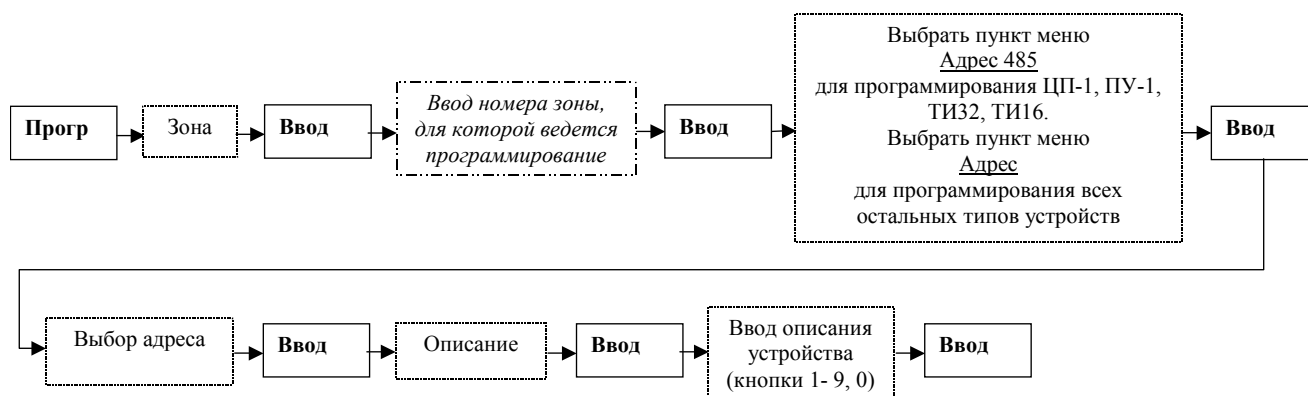 Прогр
Зона
Ввод
Ввод номера зоны,
для которой ведется
программирование
Ввод
Выбрать пункт меню
Адрес 485
для программирования ЦП-1, ПУ-1,
ТИ32, ТИ16.
Выбрать пункт меню
Адрес
для программирования всех
остальных типов устройств
Ввод
Выбор адреса
Ввод
Описание
Ввод
Ввод описания
устройства
(кнопки 1- 9, 0)
Ввод